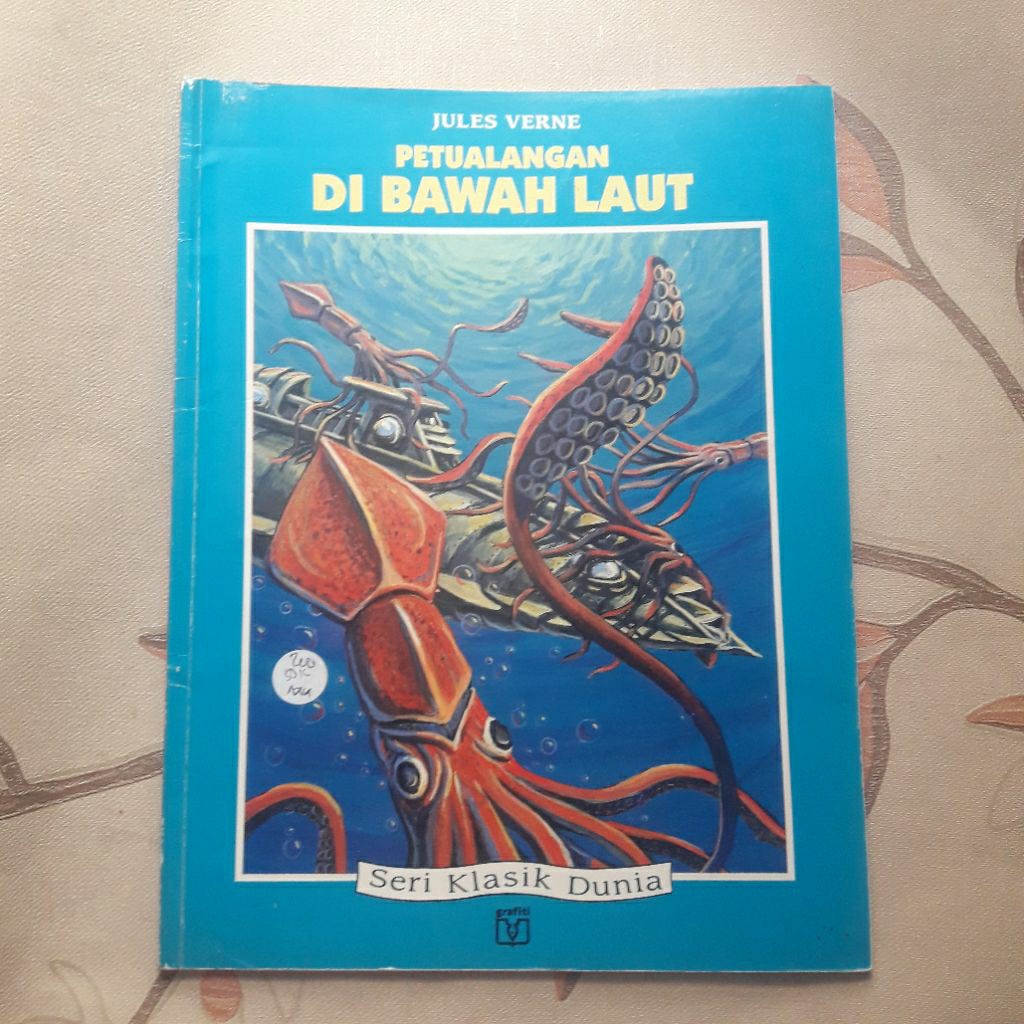 JULES VERNE
PETUALANGAN
DI BAWAH LAUT
Seri Klasik Dunia
grafiti